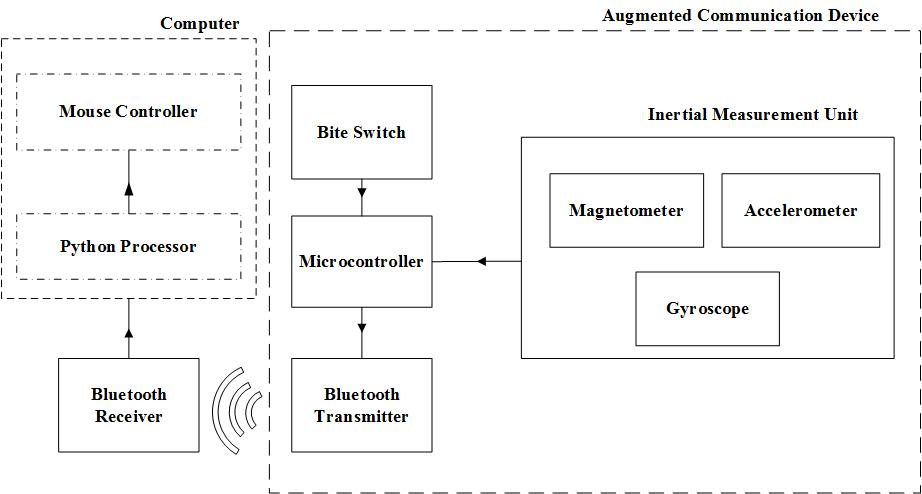 Computer
Augmented Communication Device
Mouse Controller
Python Processor
Bluetooth
Receiver
Bite Switch
Microcontroller
Bluetooth
Transmitter
Inertial Measurement Unit
Magnetometer
Accelerometer
Gyroscope